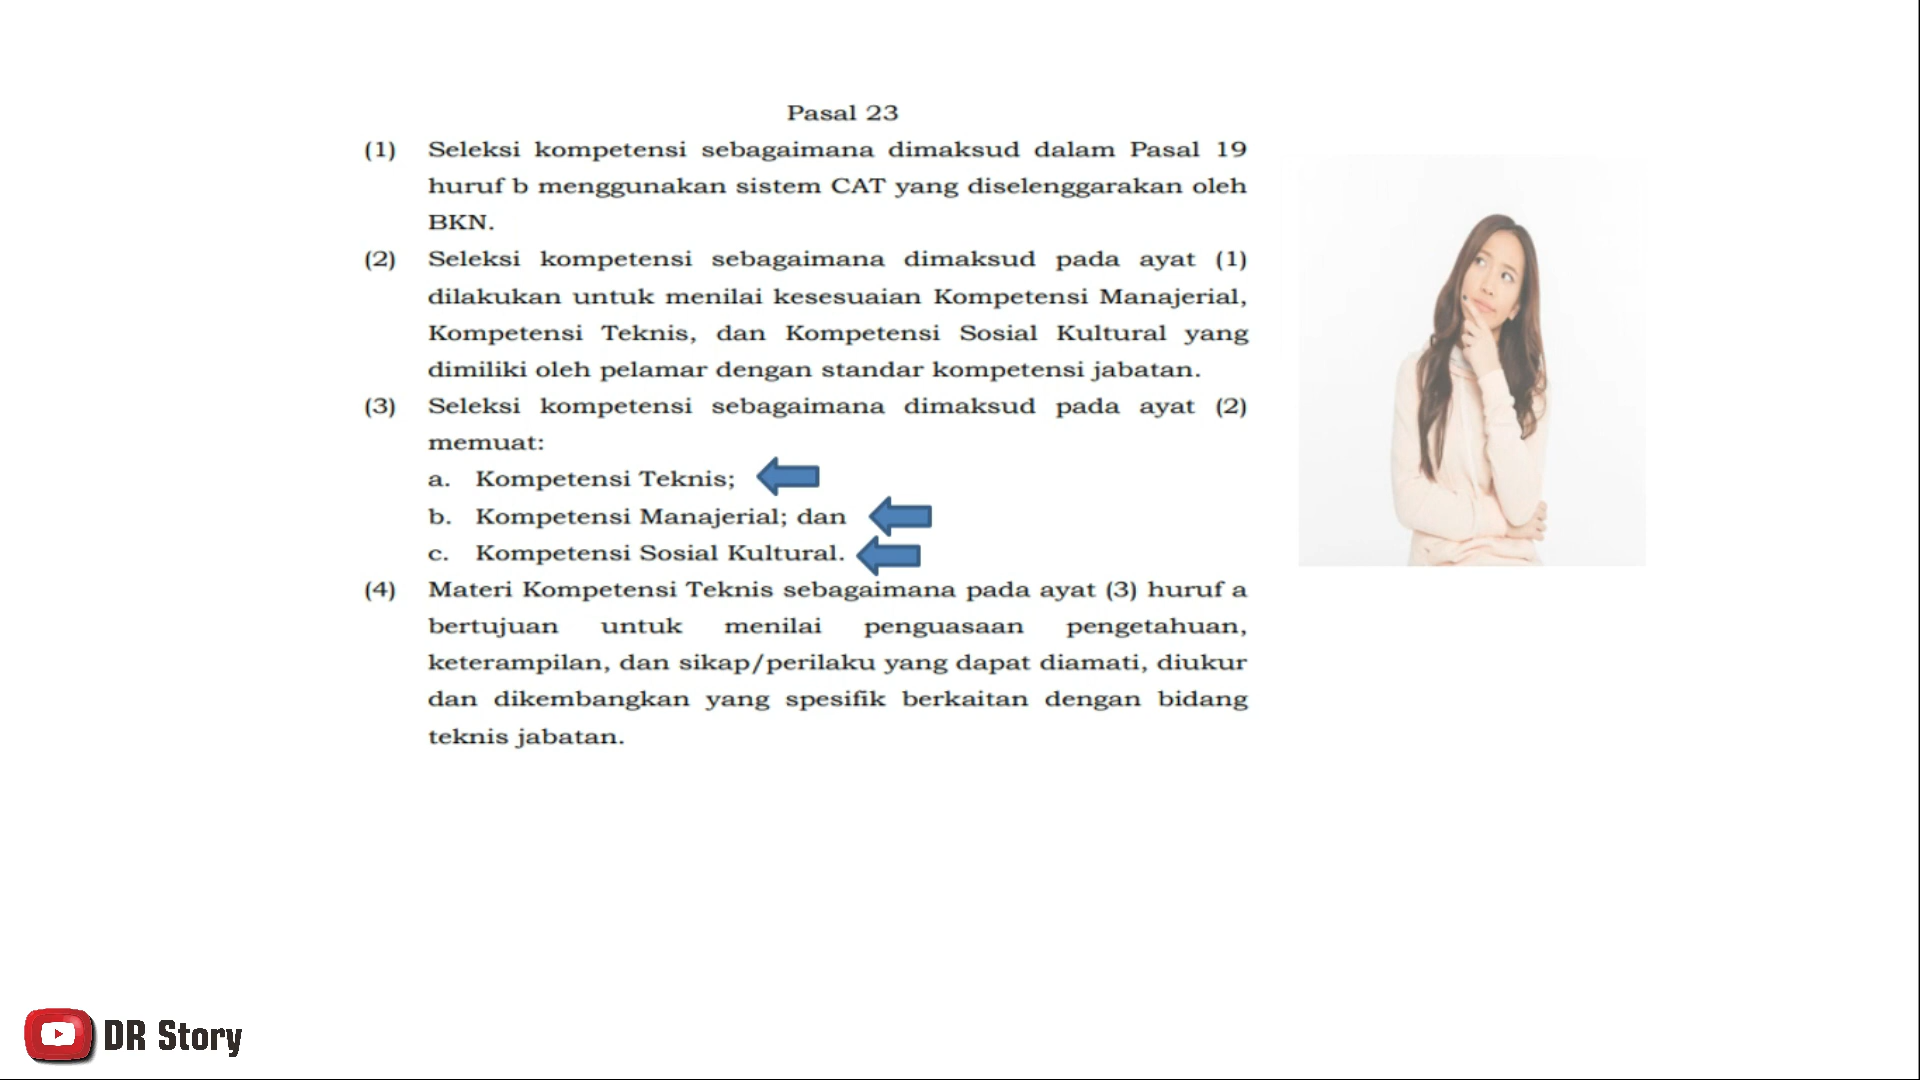 Pasal 23
(1) Seleksi kompetensi sebagaimana dimaksud dalam Pasal 19
huruf b menggunakan sistem CAT yang diselenggarakan oleh
BKN.
(2) Seleksi kompetensi sebagaimana dimaksud pada ayat (1)
dilakukan untuk menilai kesesuaian Kompetensi Manajerial,
Kompetensi Teknis, dan Kompetensi Sosial Kultural yang
dimiliki oleh pelamar dengan standar kompetensi jabatan.
(3) Seleksi kompetensi sebagaimana dimaksud pada ayat (2)
memuat:
a. Kompetensi Teknis;
b. Kompetensi Manajerial; dan
c. Kompetensi Sosial Kultural.
(4) Materi Kompetensi Teknis sebagaimana pada ayat (3) huruf a
bertujuan untuk menilai penguasaan pengetahuan,
keterampilan, dan sikap/perilaku yang dapat diamati, diukur
dan dikembangkan yang spesifik berkaitan dengan bidang
teknis jabatan.
DR Story